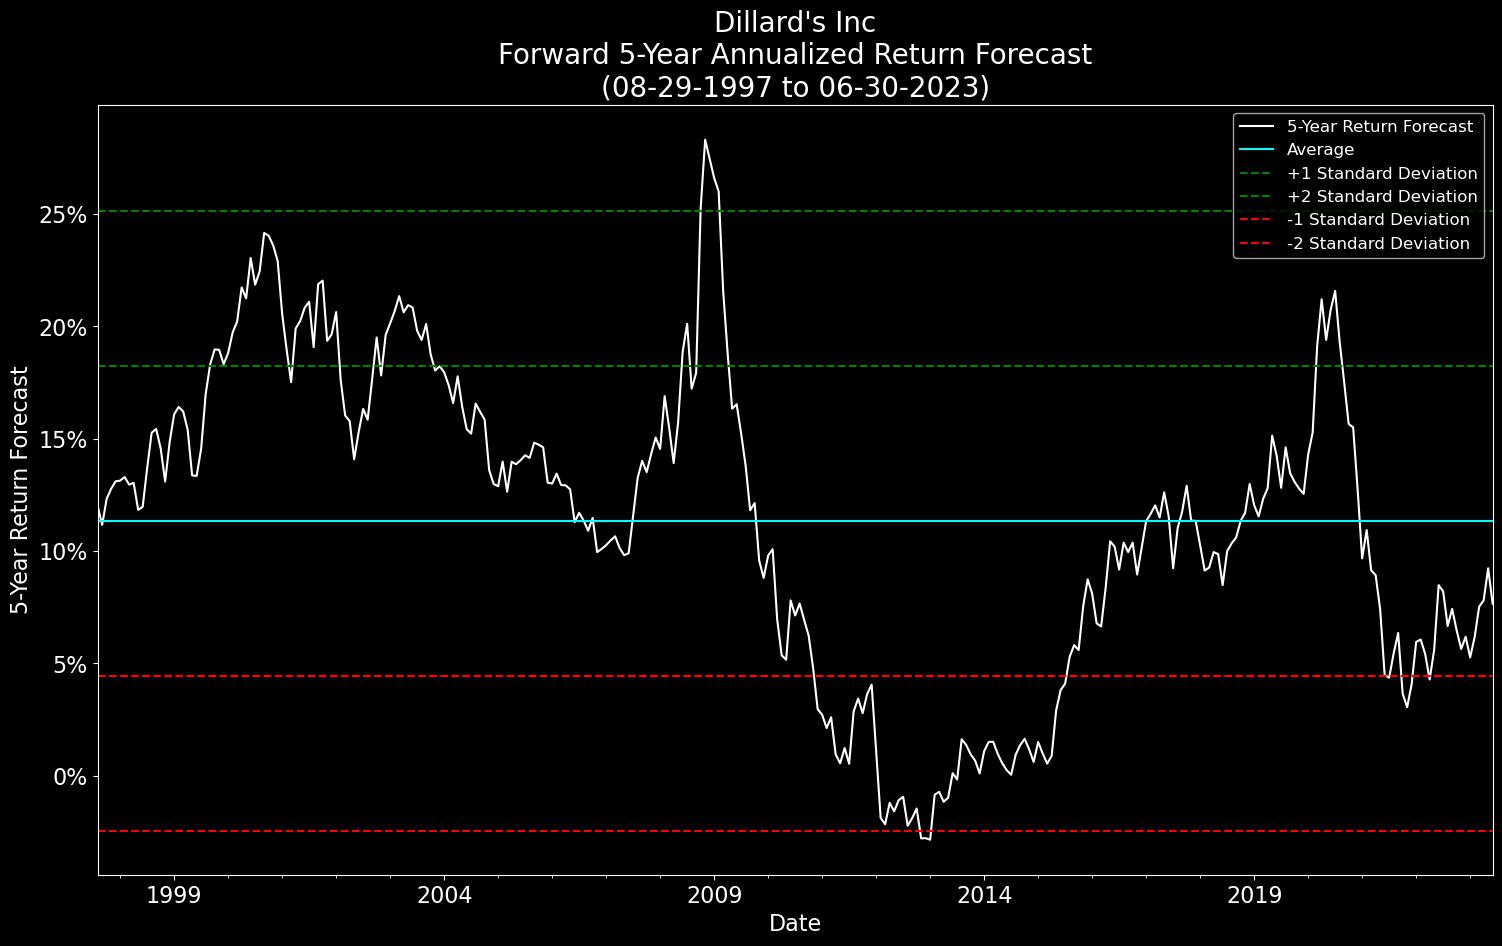 Dillard's Inc
Forward 5-Year Annualized Return Forecast
(08-29-1997 to 06-30-2023)
5-Year Return Forecast
Average
+1 Standard Deviation
+2 Standard Deviation
-1 Standard Deviation
-2 Standard Deviation
5-Year Return Forecast
25%
20%
15%
10%
5%
0%
1999
2004
2009
2014
2019
Date